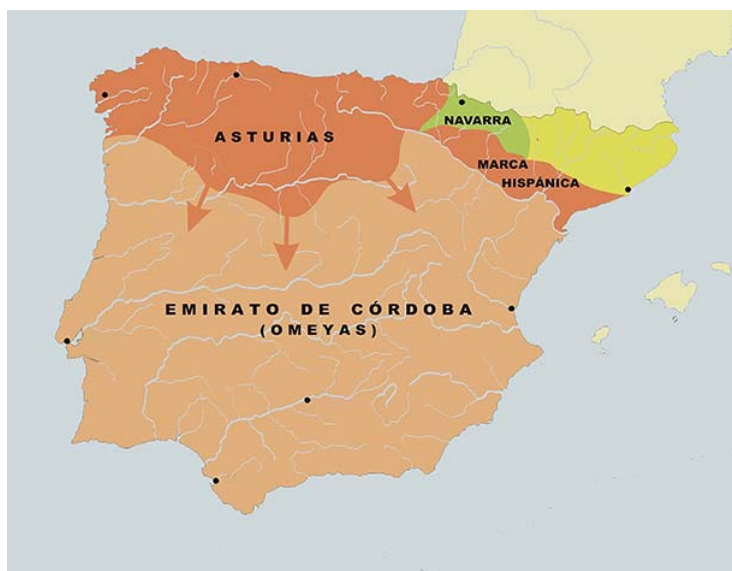 NAVARRA
ASTURIAS
MARCA
HISPÁNICA
EMIRATO DE CÓRDOBA
(OMEYAS)